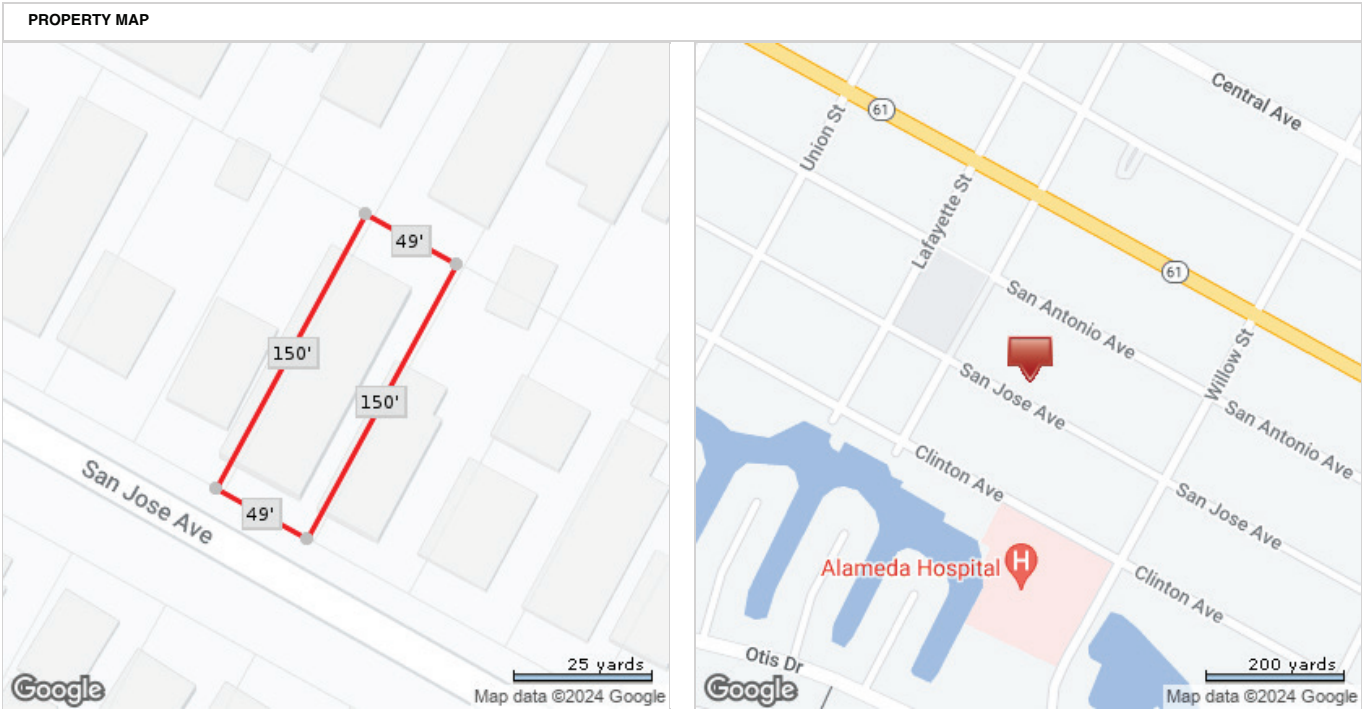 PROPERTY MAP
49'
150'
150'
49'
San Jose Ave
25 yards
Google
Map data ©2024 Google
Central Ave
61
Union St
Lafayette St
61
San Antonio Ave
Willow St
San Jose Ave
San Antonio Ave
Clinton Ave
San Jose Ave
Alameda Hospital
H
Clinton Ave
Otis Dr
200 yards
Google
Map data ©2024 Google